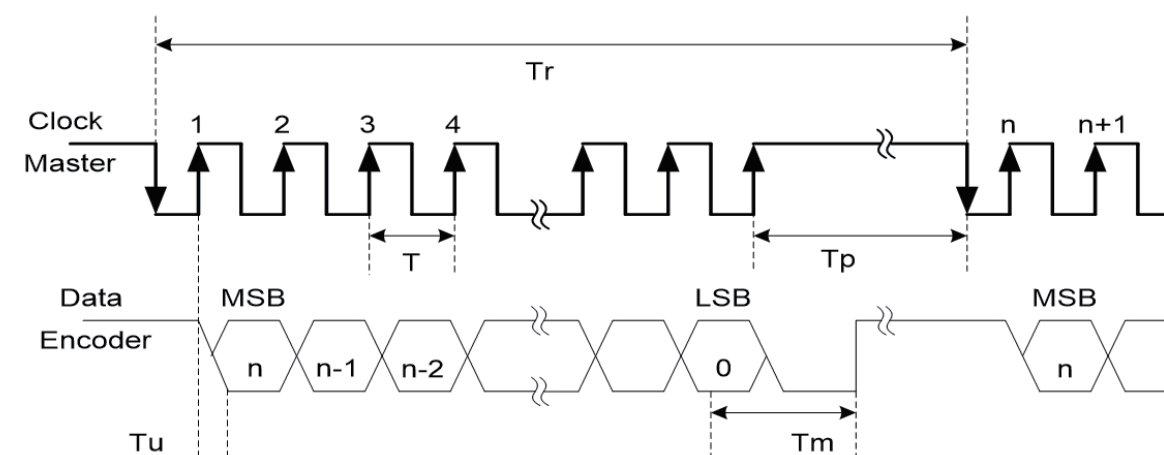 Tr
Clock
Master
1 2 3 4 n n+1
T
Tp
Data
Encoder
MSB LSB MSB
n n-1 n-2 0 n
Tu
Tm